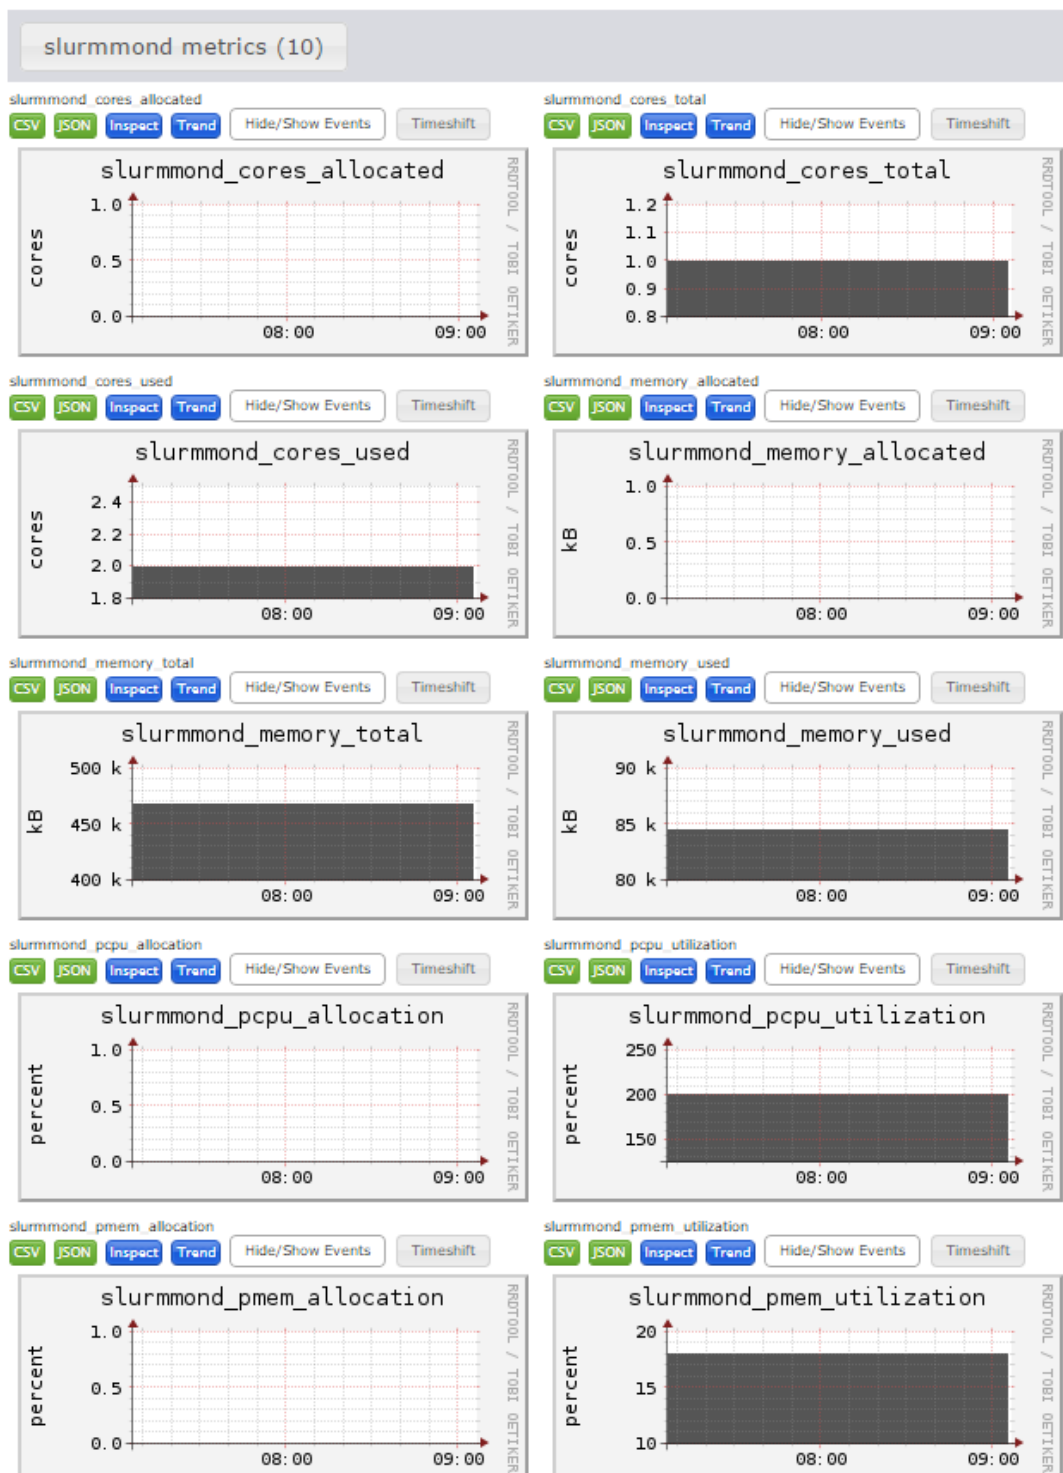 slurmmond metrics (10)
slurmmond_cores_allocated
CSV JSON Inspect Trend Hide/Show Events Timeshift
slurmmond_cores_allocated
cores
1.0
0.5
0.0
08:00 09:00
RRDTOOL / TOBI OETIKER
slurmmond_cores_total
CSV JSON Inspect Trend Hide/Show Events Timeshift
slurmmond_cores_total
cores
1.2
1.1
1.0
0.9
0.8
08:00 09:00
RRDTOOL / TOBI OETIKER
slurmmond_cores_used
CSV JSON Inspect Trend Hide/Show Events Timeshift
slurmmond_cores_used
cores
2.4
2.2
2.0
1.8
08:00 09:00
RRDTOOL / TOBI OETIKER
slurmmond_memory_allocated
CSV JSON Inspect Trend Hide/Show Events Timeshift
slurmmond_memory_allocated
kB
1.0
0.5
0.0
08:00 09:00
RRDTOOL / TOBI OETIKER
slurmmond_memory_total
CSV JSON Inspect Trend Hide/Show Events Timeshift
slurmmond_memory_total
kB
500 k
450 k
400 k
08:00 09:00
RRDTOOL / TOBI OETIKER
slurmmond_memory_used
CSV JSON Inspect Trend Hide/Show Events Timeshift
slurmmond_memory_used
kB
90 k
85 k
80 k
08:00 09:00
RRDTOOL / TOBI OETIKER
slurmmond_pcpu_allocation
CSV JSON Inspect Trend Hide/Show Events Timeshift
slurmmond_pcpu_allocation
percent
1.0
0.5
0.0
08:00 09:00
RRDTOOL / TOBI OETIKER
slurmmond_pcpu_utilization
CSV JSON Inspect Trend Hide/Show Events Timeshift
slurmmond_pcpu_utilization
percent
250
200
150
08:00 09:00
RRDTOOL / TOBI OETIKER
slurmmond_pmem_allocation
CSV JSON Inspect Trend Hide/Show Events Timeshift
slurmmond_pmem_allocation
percent
1.0
0.5
0.0
08:00 09:00
RRDTOOL / TOBI OETIKER
slurmmond_pmem_utilization
CSV JSON Inspect Trend Hide/Show Events Timeshift
slurmmond_pmem_utilization
percent
20
15
10
08:00 09:00
RRDTOOL / TOBI OETIKER